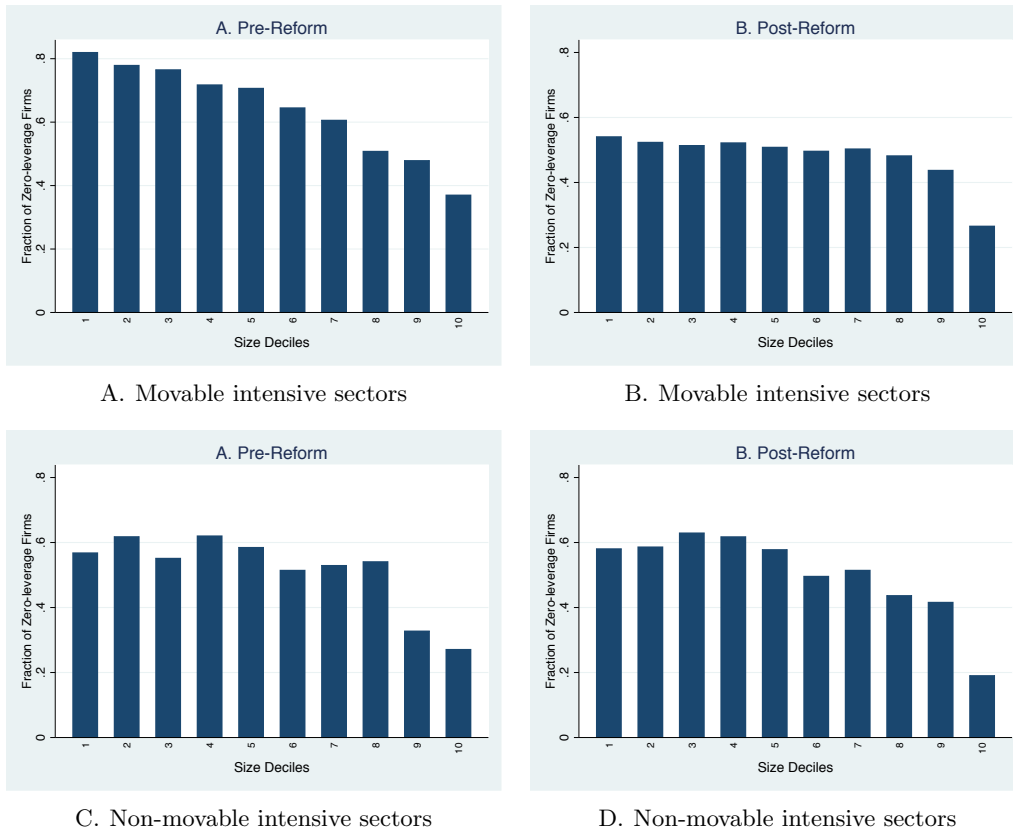 A. Pre-Reform
Fraction of Zero-leverage Firms
.8
.6
.4
.2
0
1 2 3 4 5 6 7 8 9 10
Size Deciles
A. Movable intensive sectors
B. Post-Reform
Fraction of Zero-leverage Firms
.8
.6
.4
.2
0
1 2 3 4 5 6 7 8 9 10
Size Deciles
B. Movable intensive sectors
A. Pre-Reform
Fraction of Zero-leverage Firms
.8
.6
.4
.2
0
1 2 3 4 5 6 7 8 9 10
Size Deciles
C. Non-movable intensive sectors
B. Post-Reform
Fraction of Zero-leverage Firms
.8
.6
.4
.2
0
1 2 3 4 5 6 7 8 9 10
Size Deciles
D. Non-movable intensive sectors